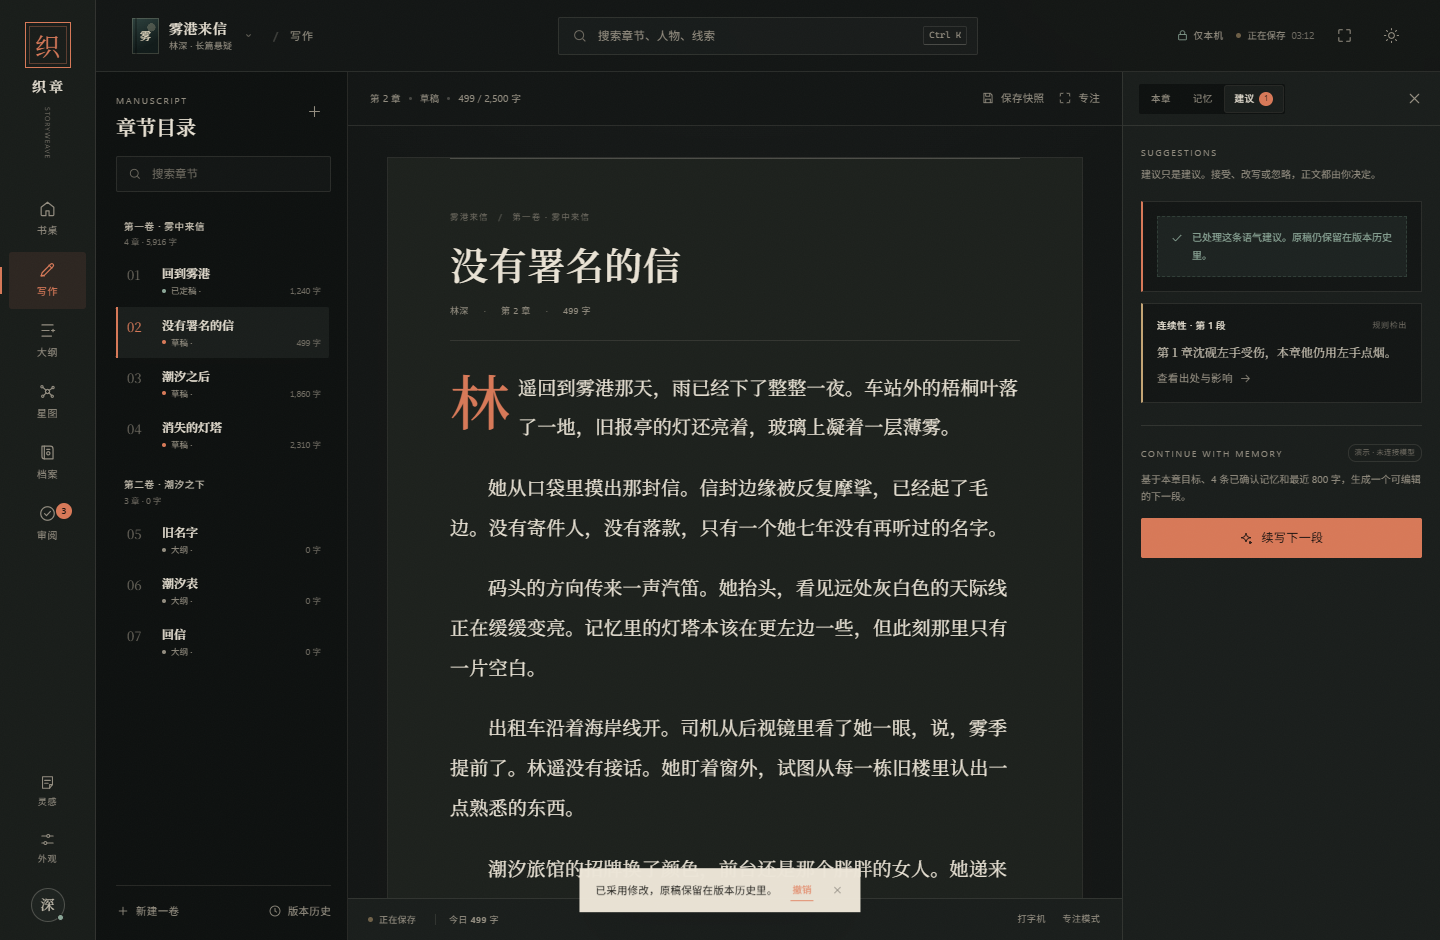 织
织章
STORYWEAVE
书桌
写作
大纲
星图
档案
3
审阅
灵感
外观
深
雾
雾港来信
林深 · 长篇悬疑
/ 写作
搜索章节、人物、线索
Ctrl K
仅本机
正在保存 03:12
MANUSCRIPT
章节目录
搜索章节
第一卷 · 雾中来信
4 章 · 5,916 字
01 回到雾港
已定稿 · 1,240 字
02 没有署名的信
草稿 · 499 字
03 潮汐之后
草稿 · 1,860 字
04 消失的灯塔
草稿 · 2,310 字
第二卷 · 潮汐之下
3 章 · 0 字
05 旧名字
大纲 · 0 字
06 潮汐表
大纲 · 0 字
07 回信
大纲 · 0 字
新建一卷
版本历史
第 2 章 • 草稿 • 499 / 2,500 字
保存快照
专注
雾港来信 / 第一卷 · 雾中来信
没有署名的信
林深 · 第 2 章 · 499 字
林遥回到雾港那天，雨已经下了整整一夜。车站外的梧桐叶落
了一地，旧报亭的灯还亮着，玻璃上凝着一层薄雾。
她从口袋里摸出那封信。信封边缘被反复摩挲，已经起了毛
边。没有寄件人，没有落款，只有一个她七年没有再听过的名字。
码头的方向传来一声汽笛。她抬头，看见远处灰白色的天际线
正在缓缓变亮。记忆里的灯塔本该在更左边一些，但此刻那里只有
一片空白。
出租车沿着海岸线开。司机从后视镜里看了她一眼，说，雾季
提前了。林遥没有接话。她盯着窗外，试图从每一栋旧楼里认出一
点熟悉的东西。
潮汐旅馆的招牌换了颜色，前台还是那个胖胖的女人。她递来
已采用修改，原稿保留在版本历史里。
撤销
正在保存
今日 499 字
打字机
专注模式
本章
记忆
建议 1
SUGGESTIONS
建议只是建议。接受、改写或忽略，正文都由你决定。
已处理这条语气建议。原稿仍保留在版本历史
里。
连续性 · 第 1 段
规则检出
第 1 章沈砚左手受伤，本章他仍用左手点烟。
查看出处与影响
CONTINUE WITH MEMORY
演示 · 未连接模型
基于本章目标、4 条已确认记忆和最近 800 字，生成一个可编辑
的下一段。
续写下一段